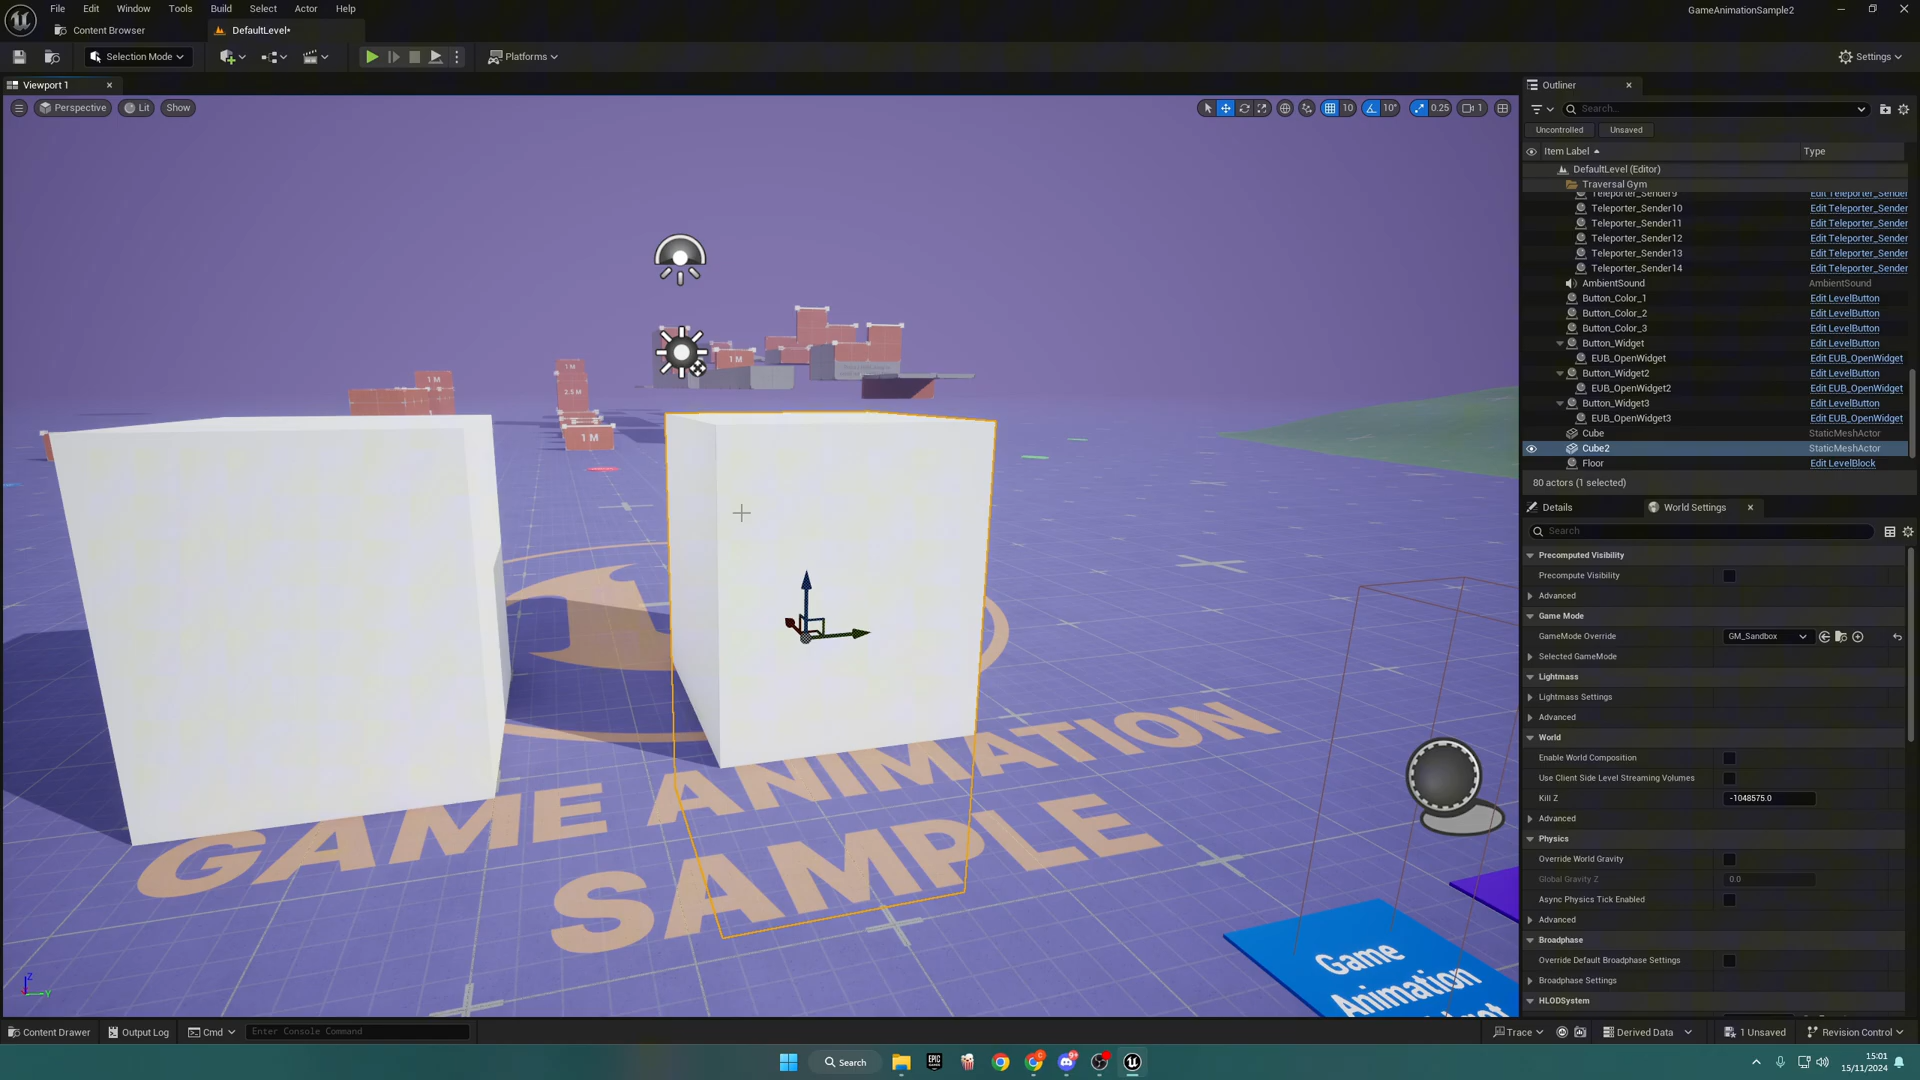 File Edit Window Tools Build Select Actor Help
GameAnimationSample2
Content Browser
DefaultLevel*
Selection Mode
Platforms
Settings
Viewport 1
Perspective Lit Show
10 10° 0.25 1
1 M
1 M
1 M
2.5 M
1 M
GAME ANIMATION
SAMPLE
Game
Animation
Z
Y
Outliner
Search...
Uncontrolled Unsaved
Item Label Type
DefaultLevel (Editor)
Traversal Gym
Teleporter_Sender9 Edit Teleporter_Sender
Teleporter_Sender10 Edit Teleporter_Sender
Teleporter_Sender11 Edit Teleporter_Sender
Teleporter_Sender12 Edit Teleporter_Sender
Teleporter_Sender13 Edit Teleporter_Sender
Teleporter_Sender14 Edit Teleporter_Sender
AmbientSound AmbientSound
Button_Color_1 Edit LevelButton
Button_Color_2 Edit LevelButton
Button_Color_3 Edit LevelButton
Button_Widget Edit LevelButton
EUB_OpenWidget Edit EUB_OpenWidget
Button_Widget2 Edit LevelButton
EUB_OpenWidget2 Edit EUB_OpenWidget
Button_Widget3 Edit LevelButton
EUB_OpenWidget3 Edit EUB_OpenWidget
Cube StaticMeshActor
Cube2 StaticMeshActor
Floor Edit LevelBlock
80 actors (1 selected)
Details World Settings
Search
Precomputed Visibility
Precompute Visibility
Advanced
Game Mode
GameMode Override GM_Sandbox
Selected GameMode
Lightmass
Lightmass Settings
Advanced
World
Enable World Composition
Use Client Side Level Streaming Volumes
Kill Z -1048575.0
Advanced
Physics
Override World Gravity
Global Gravity Z 0.0
Async Physics Tick Enabled
Advanced
Broadphase
Override Default Broadphase Settings
Broadphase Settings
HLODSystem
Content Drawer Output Log Cmd Enter Console Command
Trace Derived Data 1 Unsaved Revision Control
Search
EPIC
15:01
15/11/2024